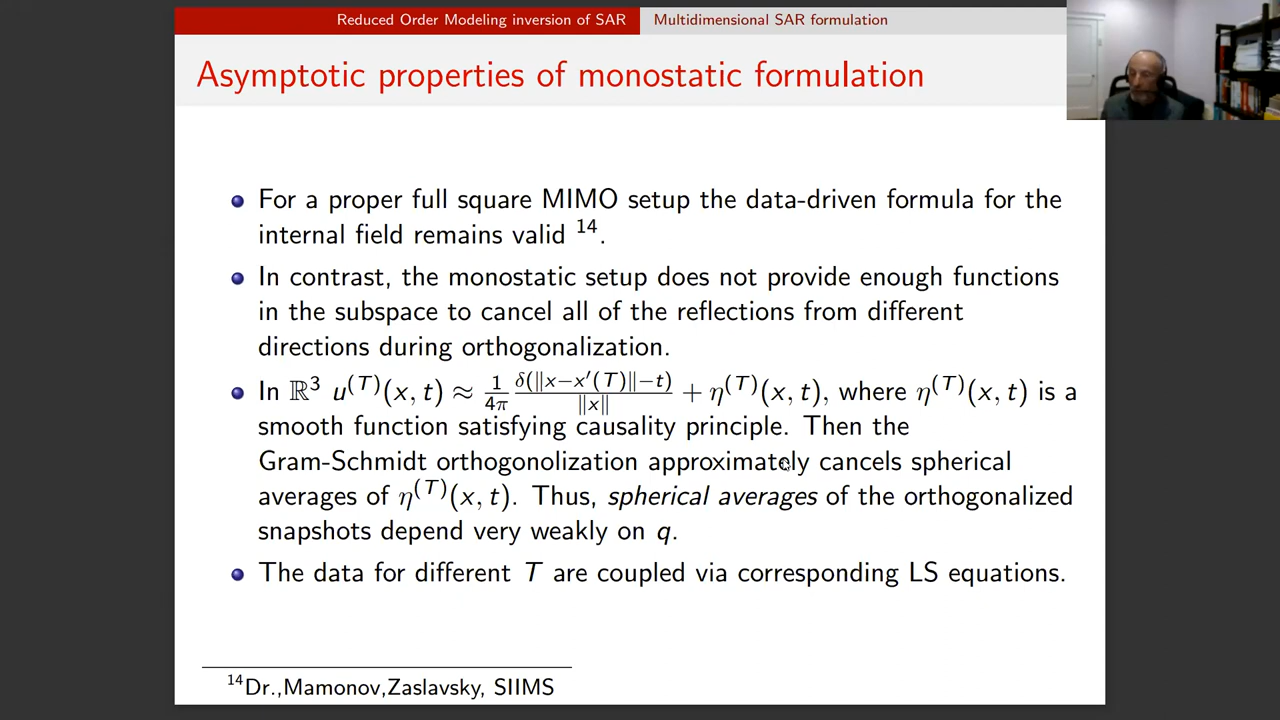 Reduced Order Modeling inversion of SAR Multidimensional SAR formulation
Asymptotic properties of monostatic formulation
For a proper full square MIMO setup the data-driven formula for the
internal field remains valid ¹⁴.
In contrast, the monostatic setup does not provide enough functions
in the subspace to cancel all of the reflections from different
directions during orthogonalization.
In ℝ³ u^(T)(x, t) ≈ 1/4π δ(‖x−x′(T)‖−t)/‖x‖ + η^(T)(x, t), where η^(T)(x, t) is a
smooth function satisfying causality principle. Then the
Gram-Schmidt orthogonolization approximately cancels spherical
averages of η^(T)(x, t). Thus, spherical averages of the orthogonalized
snapshots depend very weakly on q.
The data for different T are coupled via corresponding LS equations.
¹⁴Dr.,Mamonov,Zaslavsky, SIIMS